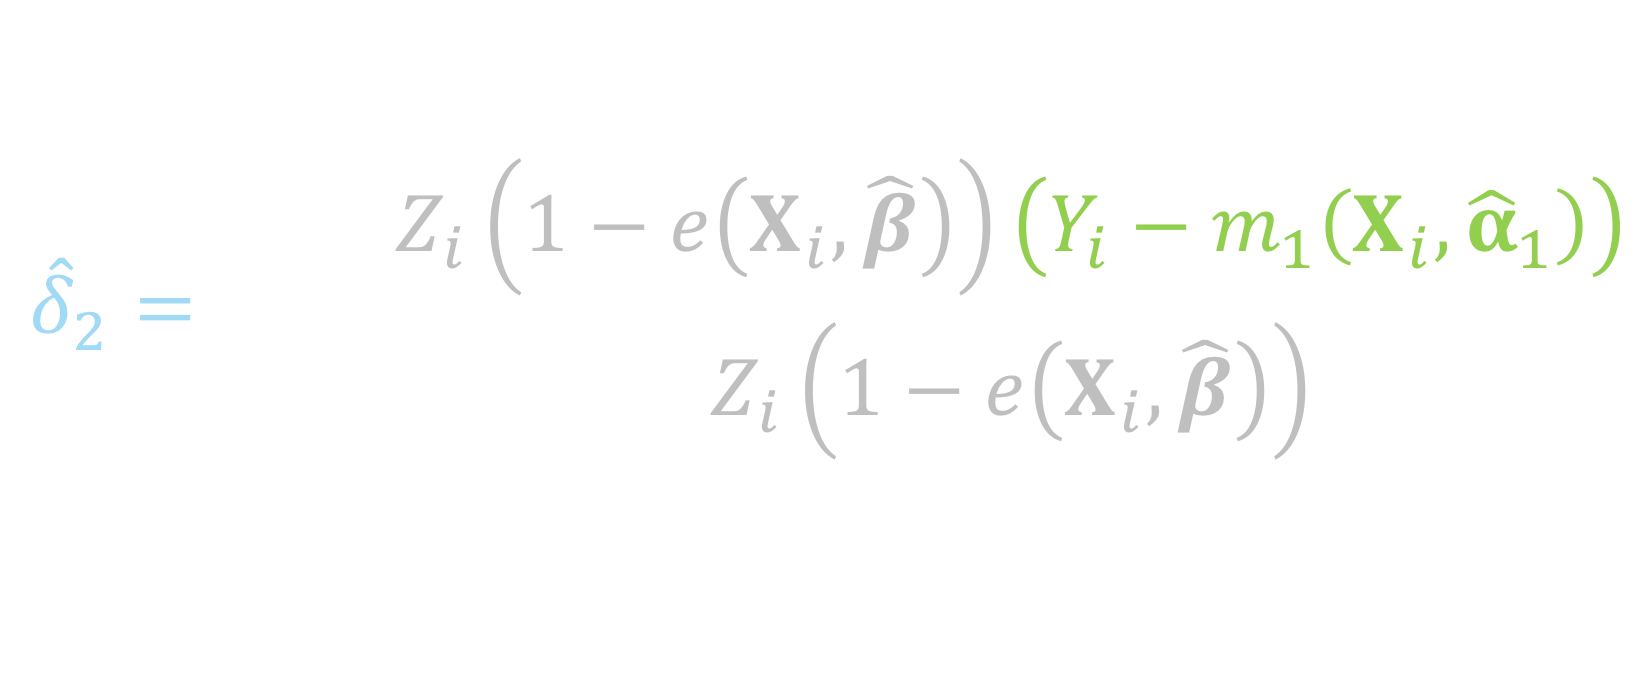 Zᵢ(1 − e(𝐗ᵢ, 𝜷̂))(Yᵢ − m₁(𝐗ᵢ, 𝛂̂₁))
δ̂₂ =
Zᵢ(1 − e(𝐗ᵢ, 𝜷̂))